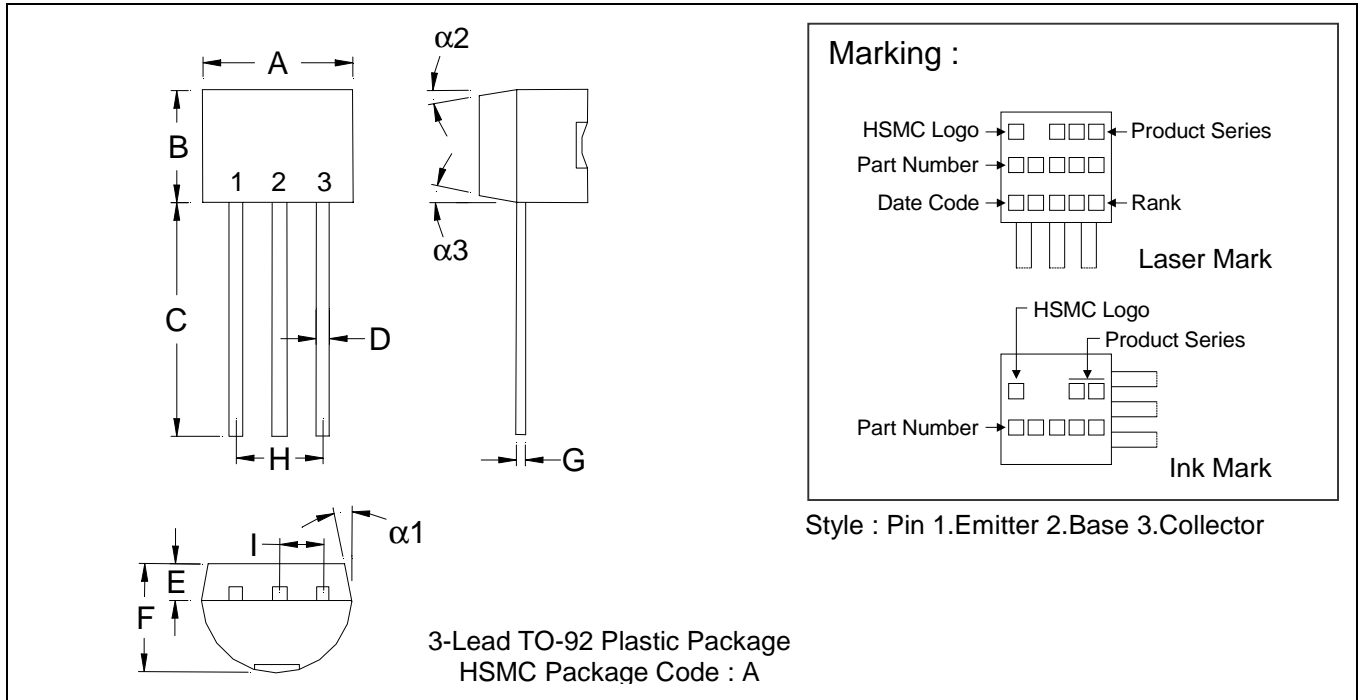 α2
A
B
1 2 3
α3
C
D
H
G
I
α1
E
F
3-Lead TO-92 Plastic Package
HSMC Package Code : A
Marking :
HSMC Logo
Product Series
Part Number
Date Code
Rank
Laser Mark
HSMC Logo
Product Series
Part Number
Ink Mark
Style : Pin 1.Emitter 2.Base 3.Collector